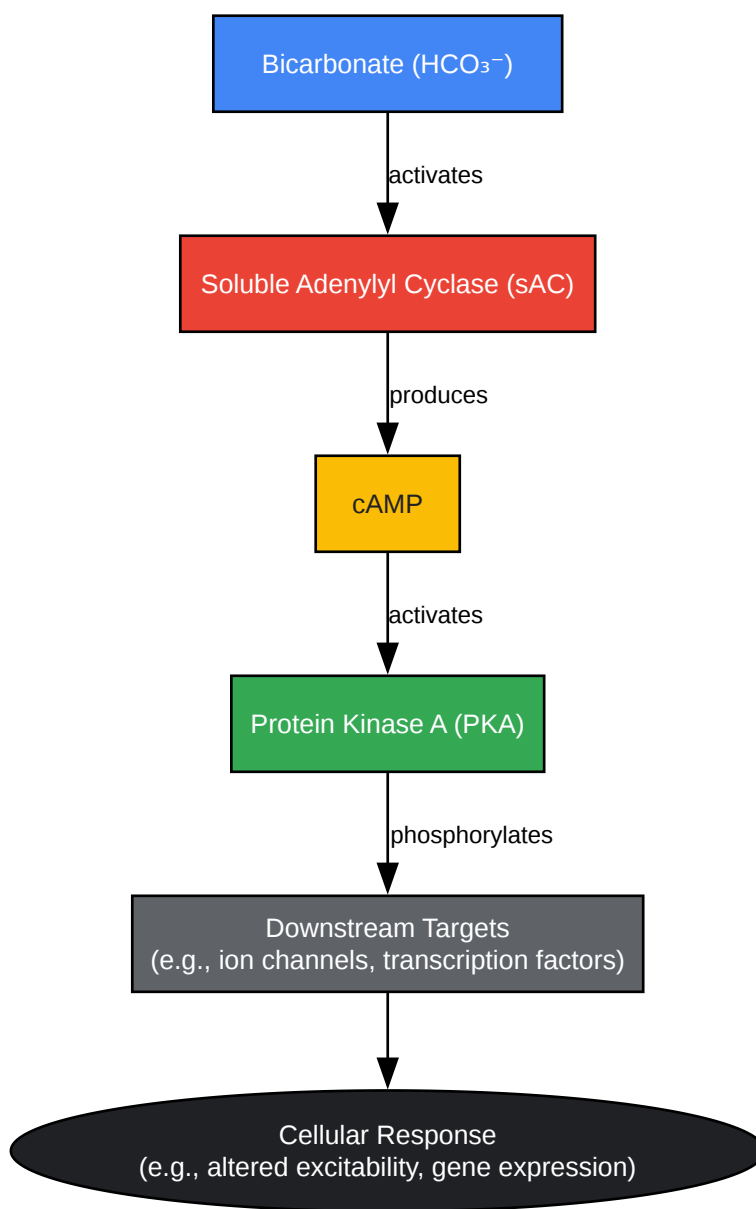 Bicarbonate (HCO₃⁻)
activates
Soluble Adenylyl Cyclase (sAC)
produces
cAMP
activates
Protein Kinase A (PKA)
phosphorylates
Downstream Targets
(e.g., ion channels, transcription factors)
Cellular Response
(e.g., altered excitability, gene expression)